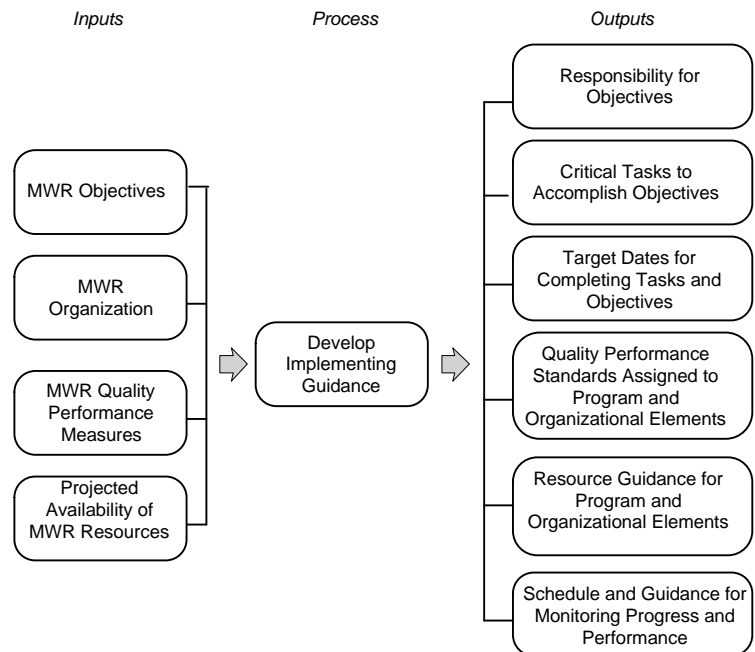 Inputs
Process
Outputs
MWR Objectives
MWR
Organization
MWR Quality
Performance
Measures
Projected
Availability of
MWR Resources
Develop
Implementing
Guidance
Responsibility for
Objectives
Critical Tasks to
Accomplish Objectives
Target Dates for
Completing Tasks and
Objectives
Quality Performance
Standards Assigned to
Program and
Organizational Elements
Resource Guidance for
Program and
Organizational Elements
Schedule and Guidance for
Monitoring Progress and
Performance